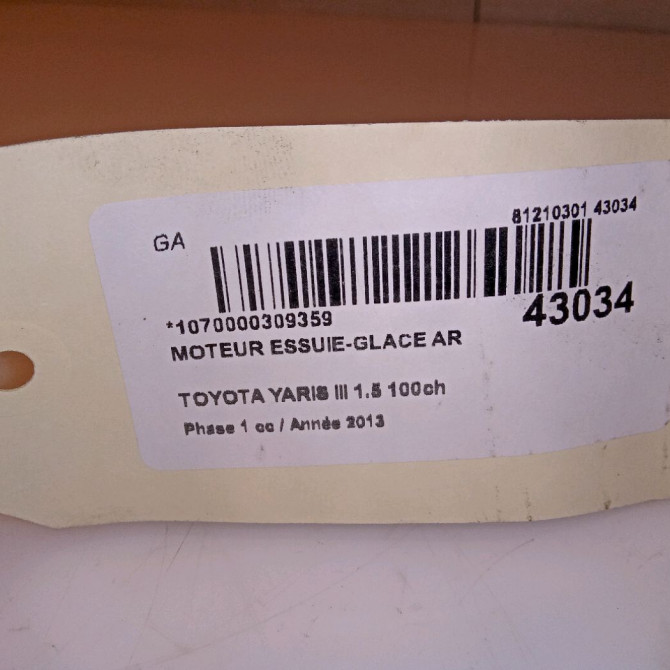 81210301 43034
GA
*1070000309359
43034
MOTEUR ESSUIE-GLACE AR
TOYOTA YARIS III 1.5 100ch
Phase 1 cc / Année 2013